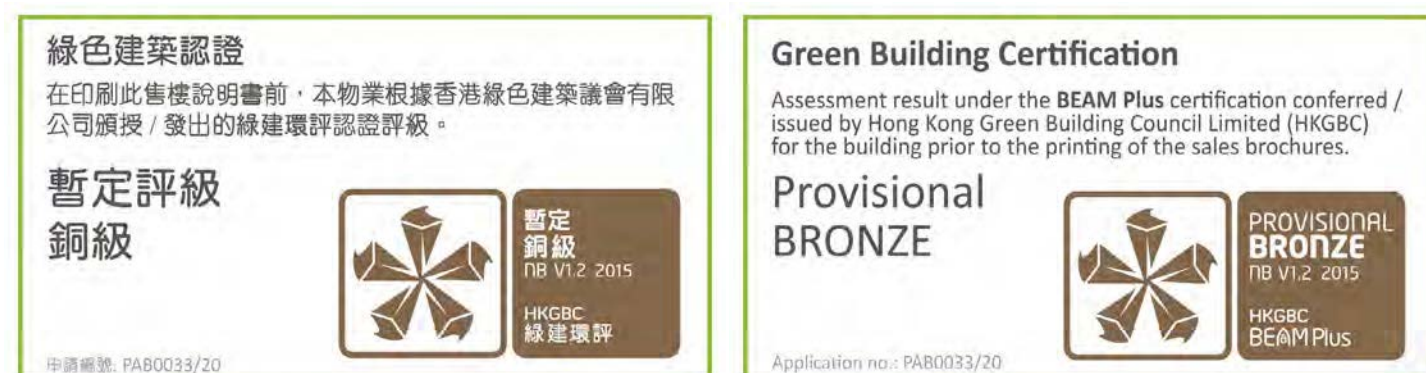 綠色建築認證
在印刷此售樓說明書前，本物業根據香港綠色建築議會有限
公司頒授 / 發出的綠建環評認證評級。
暫定評級
銅級
暫定
銅級
NB V1.2 2015
HKGBC
綠建環評
申請編號: PAB0033/20
Green Building Certification
Assessment result under the BEAM Plus certification conferred /
issued by Hong Kong Green Building Council Limited (HKGBC)
for the building prior to the printing of the sales brochures.
Provisional
BRONZE
PROVISIONAL
BRONZE
NB V1.2 2015
HKGBC
BEAM Plus
Application no.: PAB0033/20